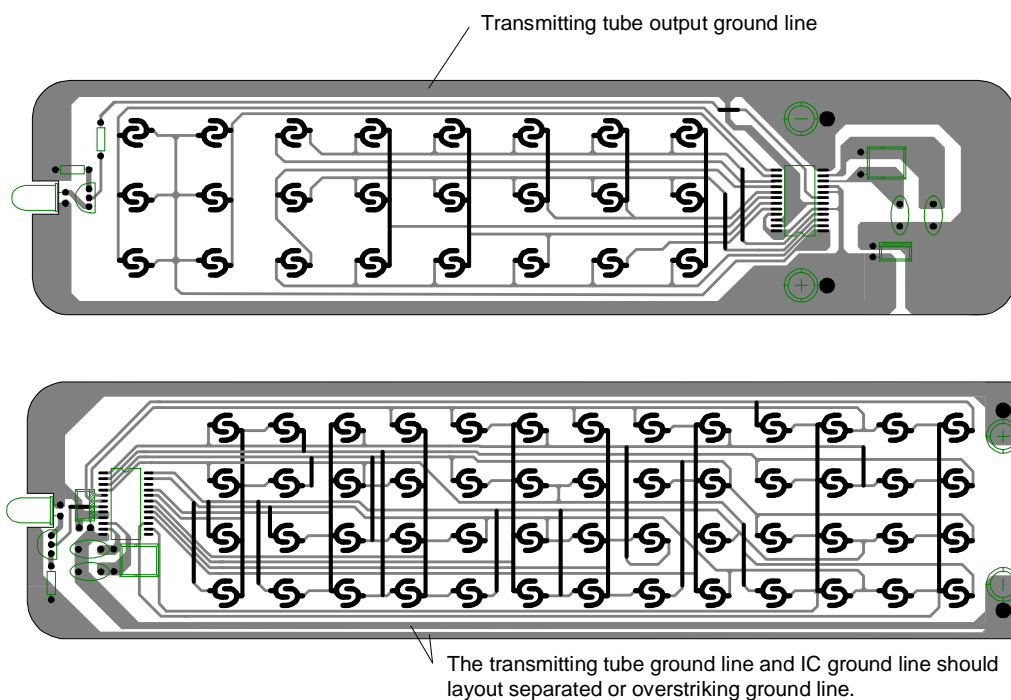 Transmitting tube output ground line
The transmitting tube ground line and IC ground line should
layout separated or overstriking ground line.